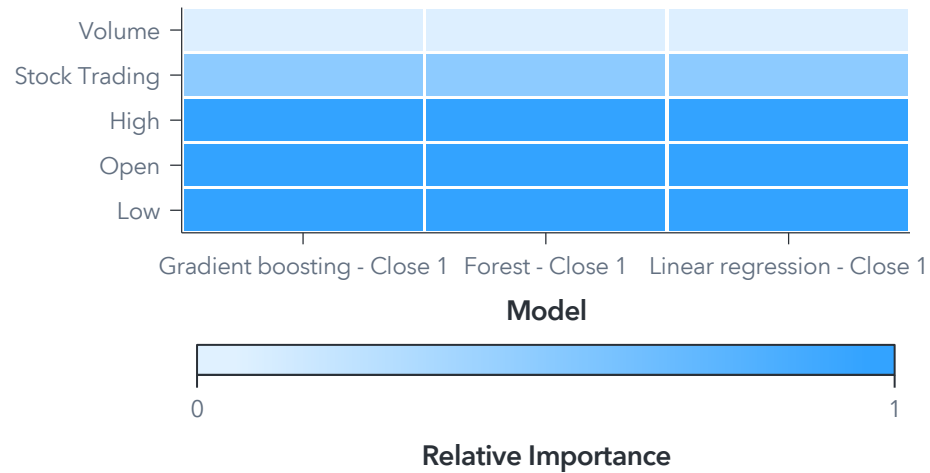 Volume
Stock Trading
High
Open
Low
Gradient boosting - Close 1 Forest - Close 1 Linear regression - Close 1
Model
0 1
Relative Importance